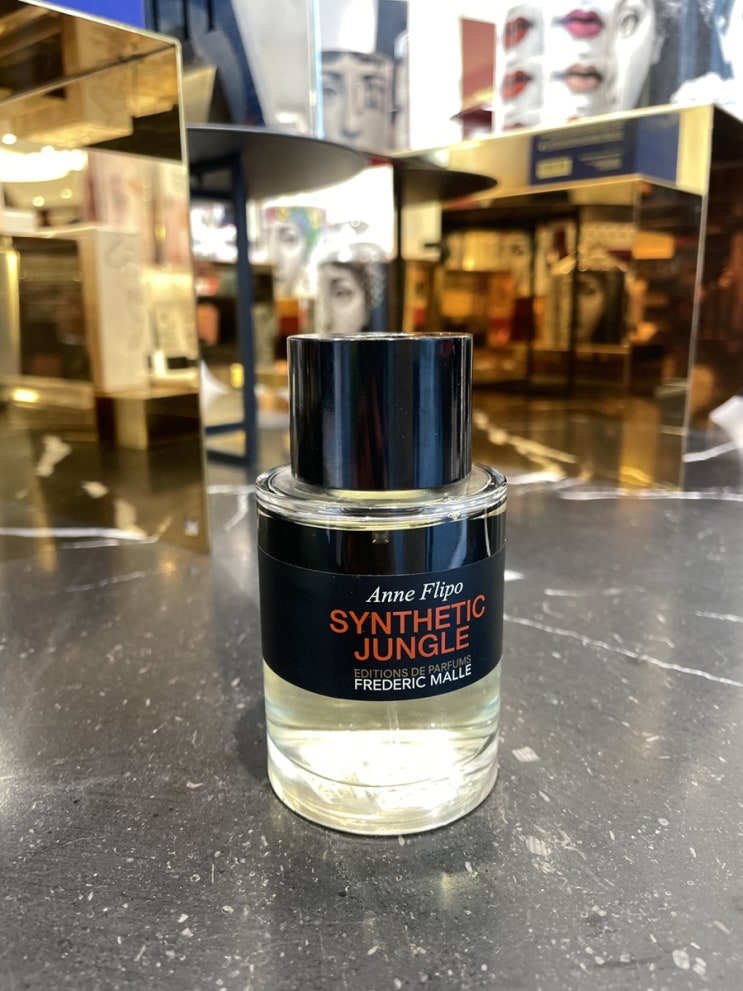 Anne Flipo
SYNTHETIC
JUNGLE
EDITIONS DE PARFUMS
FREDERIC MALLE